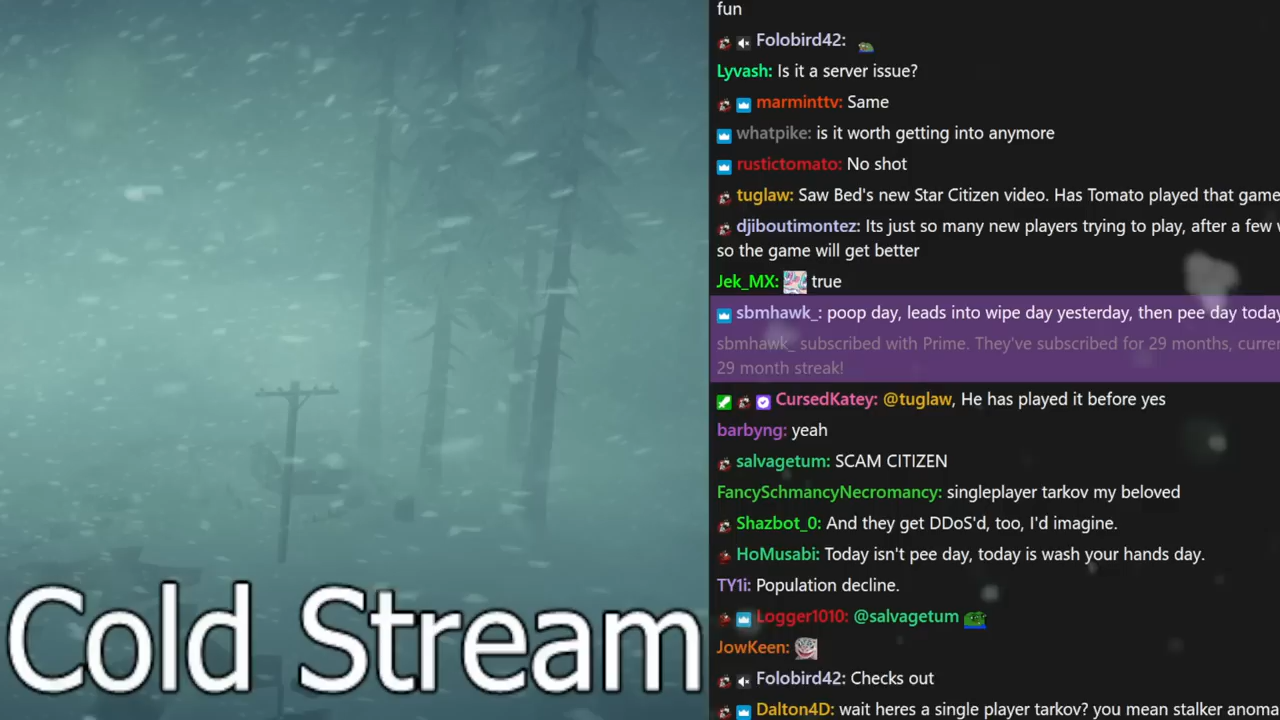 fun
Folobird42:
Lyvash: Is it a server issue?
marminttv: Same
whatpike: is it worth getting into anymore
rustictomato: No shot
tuglaw: Saw Bed's new Star Citizen video. Has Tomato played that game
djiboutimontez: Its just so many new players trying to play, after a few
so the game will get better
Jek_MX: true
sbmhawk_: poop day, leads into wipe day yesterday, then pee day today
sbmhawk_ subscribed with Prime. They've subscribed for 29 months,
29 month streak!
CursedKatey: @tuglaw, He has played it before yes
barbyng: yeah
salvagetum: SCAM CITIZEN
FancySchmancyNecromancy: singleplayer tarkov my beloved
Shazbot_0: And they get DDoS'd, too, I'd imagine.
HoMusabi: Today isn't pee day, today is wash your hands day.
TY1i: Population decline.
Logger1010: @salvagetum
JowKeen:
Folobird42: Checks out
Dalton4D: wait heres a single player tarkov? you mean stalker
Cold Stream